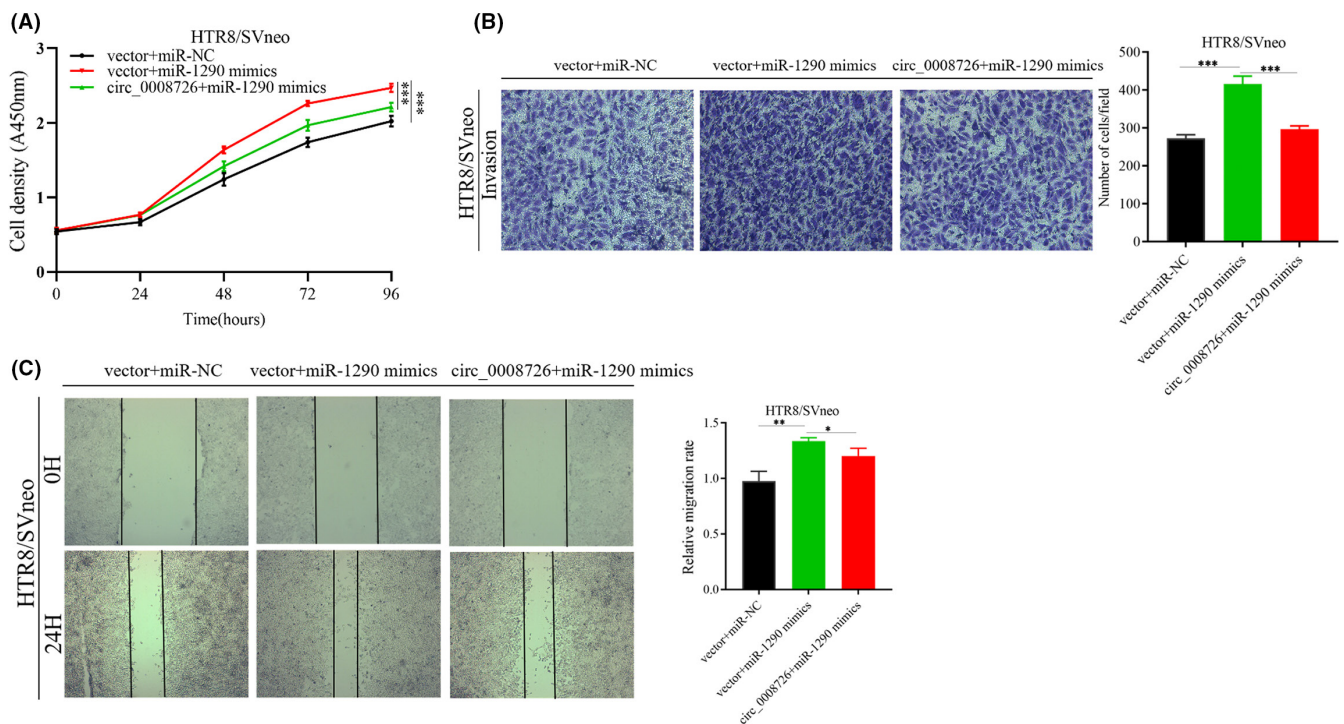 (A)
HTR8/SVneo
vector+miR-NC
vector+miR-1290 mimics
circ_0008726+miR-1290 mimics
***
***
Cell density (A450nm)
3
2
1
0
0 24 48 72 96
Time(hours)
(B)
vector+miR-NC vector+miR-1290 mimics circ_0008726+miR-1290 mimics
HTR8/SVneo
Invasion
HTR8/SVneo
*** ***
Number of cells/field
500
400
300
200
100
0
vector+miR-NC
vector+miR-1290 mimics
circ_0008726+miR-1290 mimics
(C)
vector+miR-NC vector+miR-1290 mimics circ_0008726+miR-1290 mimics
HTR8/SVneo
0H
24H
HTR8/SVneo
** *
Relative migration rate
1.5
1.0
0.5
0.0
vector+miR-NC
vector+miR-1290 mimics
circ_0008726+miR-1290 mimics